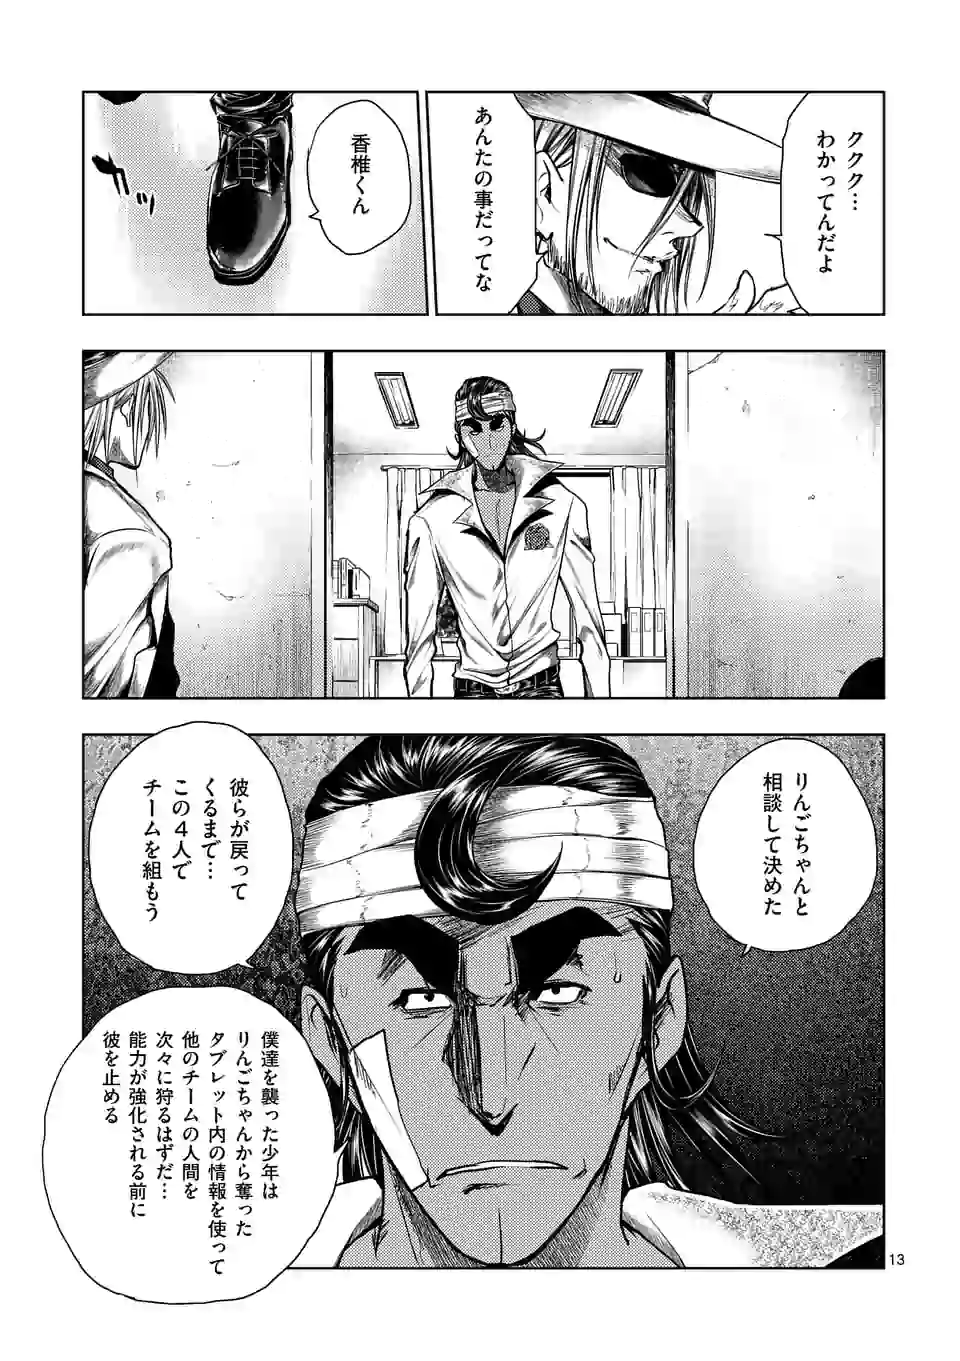 ククク…
わかってんだよ
あんたの事だってな
香椎くん
ザッ
りんごちゃんと
相談して決めた
彼らが戻って
くるまで…
この4人で
チームを組もう
僕達を襲った少年は
りんごちゃんから奪った
タブレット内の情報を使って
他のチームの人間を
次々に狩るはずだ…
能力が強化される前に
彼を止める
13